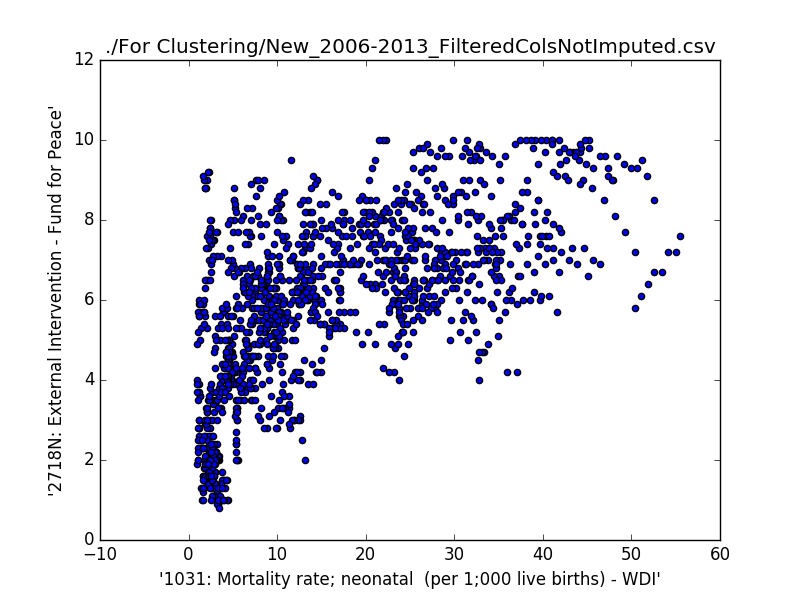 ./For Clustering/New_2006-2013_FilteredColsNotImputed.csv
12
10
8
6
4
2
0
'2718N: External Intervention - Fund for Peace'
−10 0 10 20 30 40 50 60
'1031: Mortality rate; neonatal  (per 1;000 live births) - WDI'